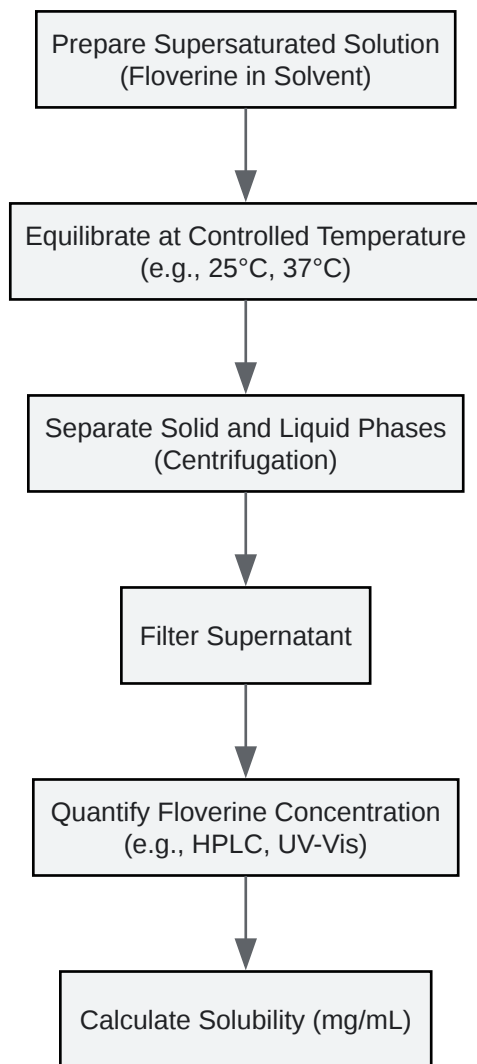 Prepare Supersaturated Solution
(Floverine in Solvent)
Equilibrate at Controlled Temperature
(e.g., 25°C, 37°C)
Separate Solid and Liquid Phases
(Centrifugation)
Filter Supernatant
Quantify Floverine Concentration
(e.g., HPLC, UV-Vis)
Calculate Solubility (mg/mL)